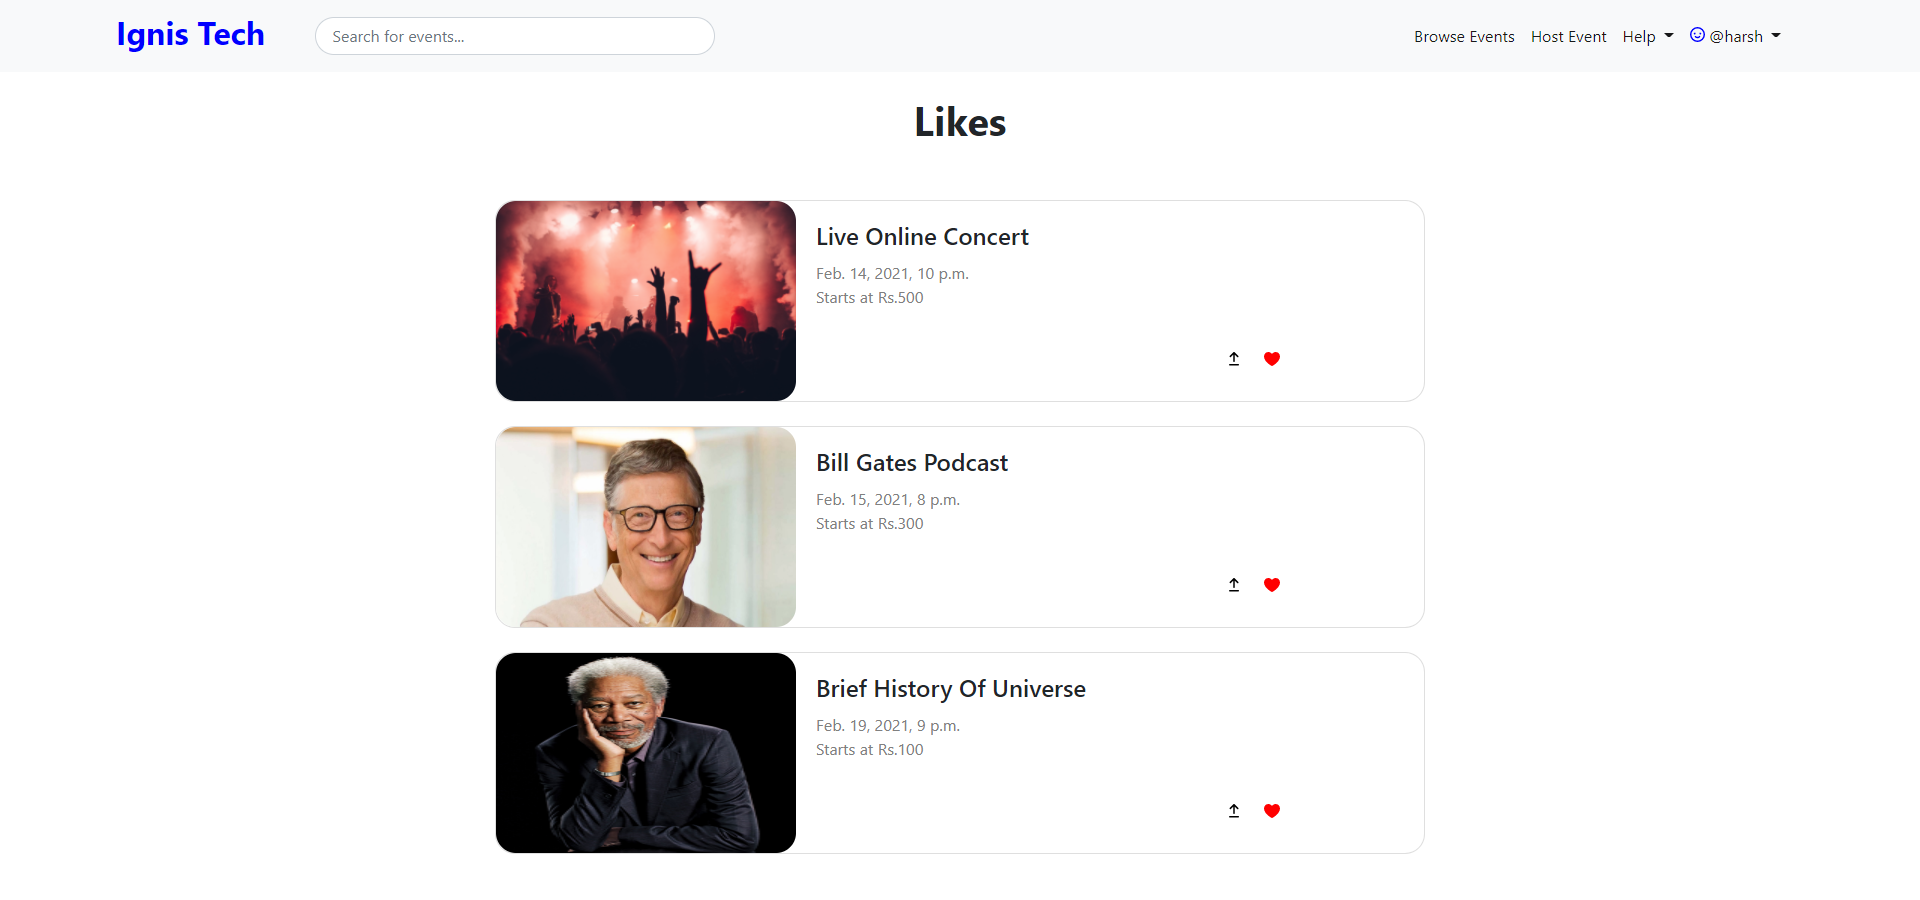 Ignis Tech
Search for events...
Browse Events
Host Event
Help
@harsh
Likes
Live Online Concert
Feb. 14, 2021, 10 p.m.
Starts at Rs.500
Bill Gates Podcast
Feb. 15, 2021, 8 p.m.
Starts at Rs.300
Brief History Of Universe
Feb. 19, 2021, 9 p.m.
Starts at Rs.100